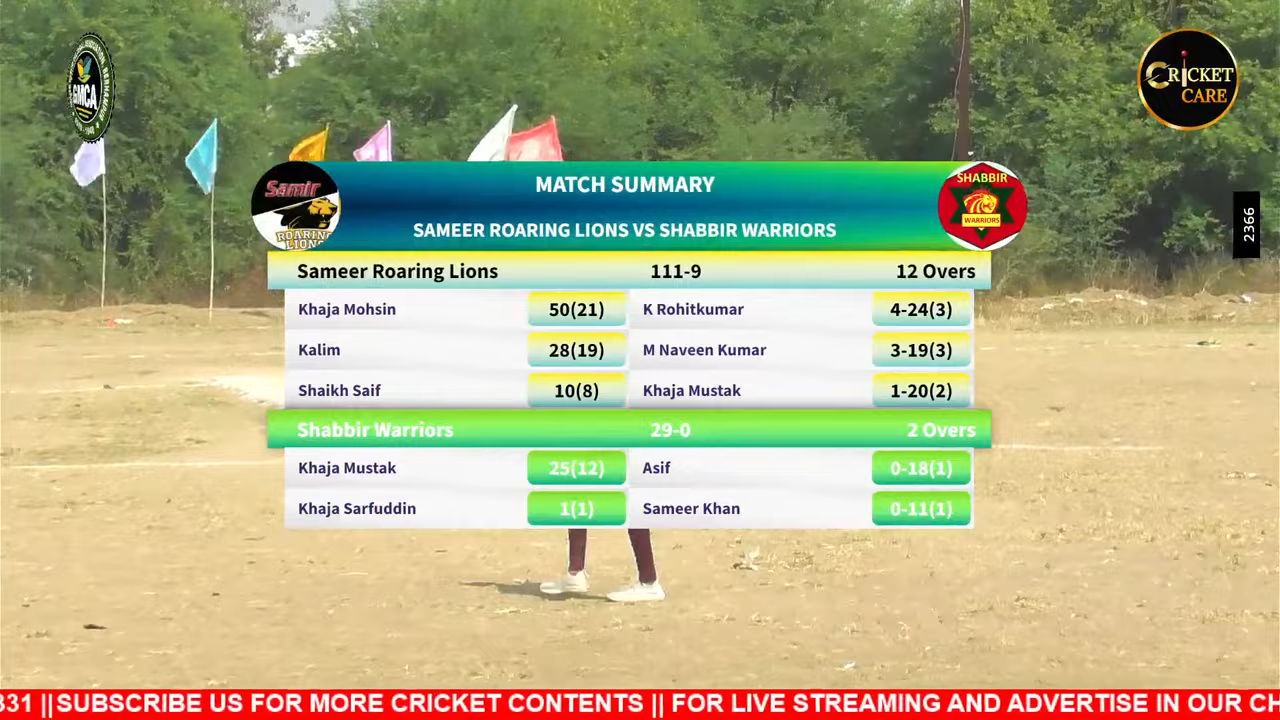 GMCA
CRICKET
CARE
Samir
ROARING
LIONS
SHABBIR
WARRIORS
MATCH SUMMARY
SAMEER ROARING LIONS VS SHABBIR WARRIORS
2366
Sameer Roaring Lions 111-9 12 Overs
Khaja Mohsin 50(21) K Rohitkumar 4-24(3)
Kalim 28(19) M Naveen Kumar 3-19(3)
Shaikh Saif 10(8) Khaja Mustak 1-20(2)
Shabbir Warriors 29-0 2 Overs
Khaja Mustak 25(12) Asif 0-18(1)
Khaja Sarfuddin 1(1) Sameer Khan 0-11(1)
331 || SUBSCRIBE US FOR MORE CRICKET CONTENTS || FOR LIVE STREAMING AND ADVERTISE IN OUR CH